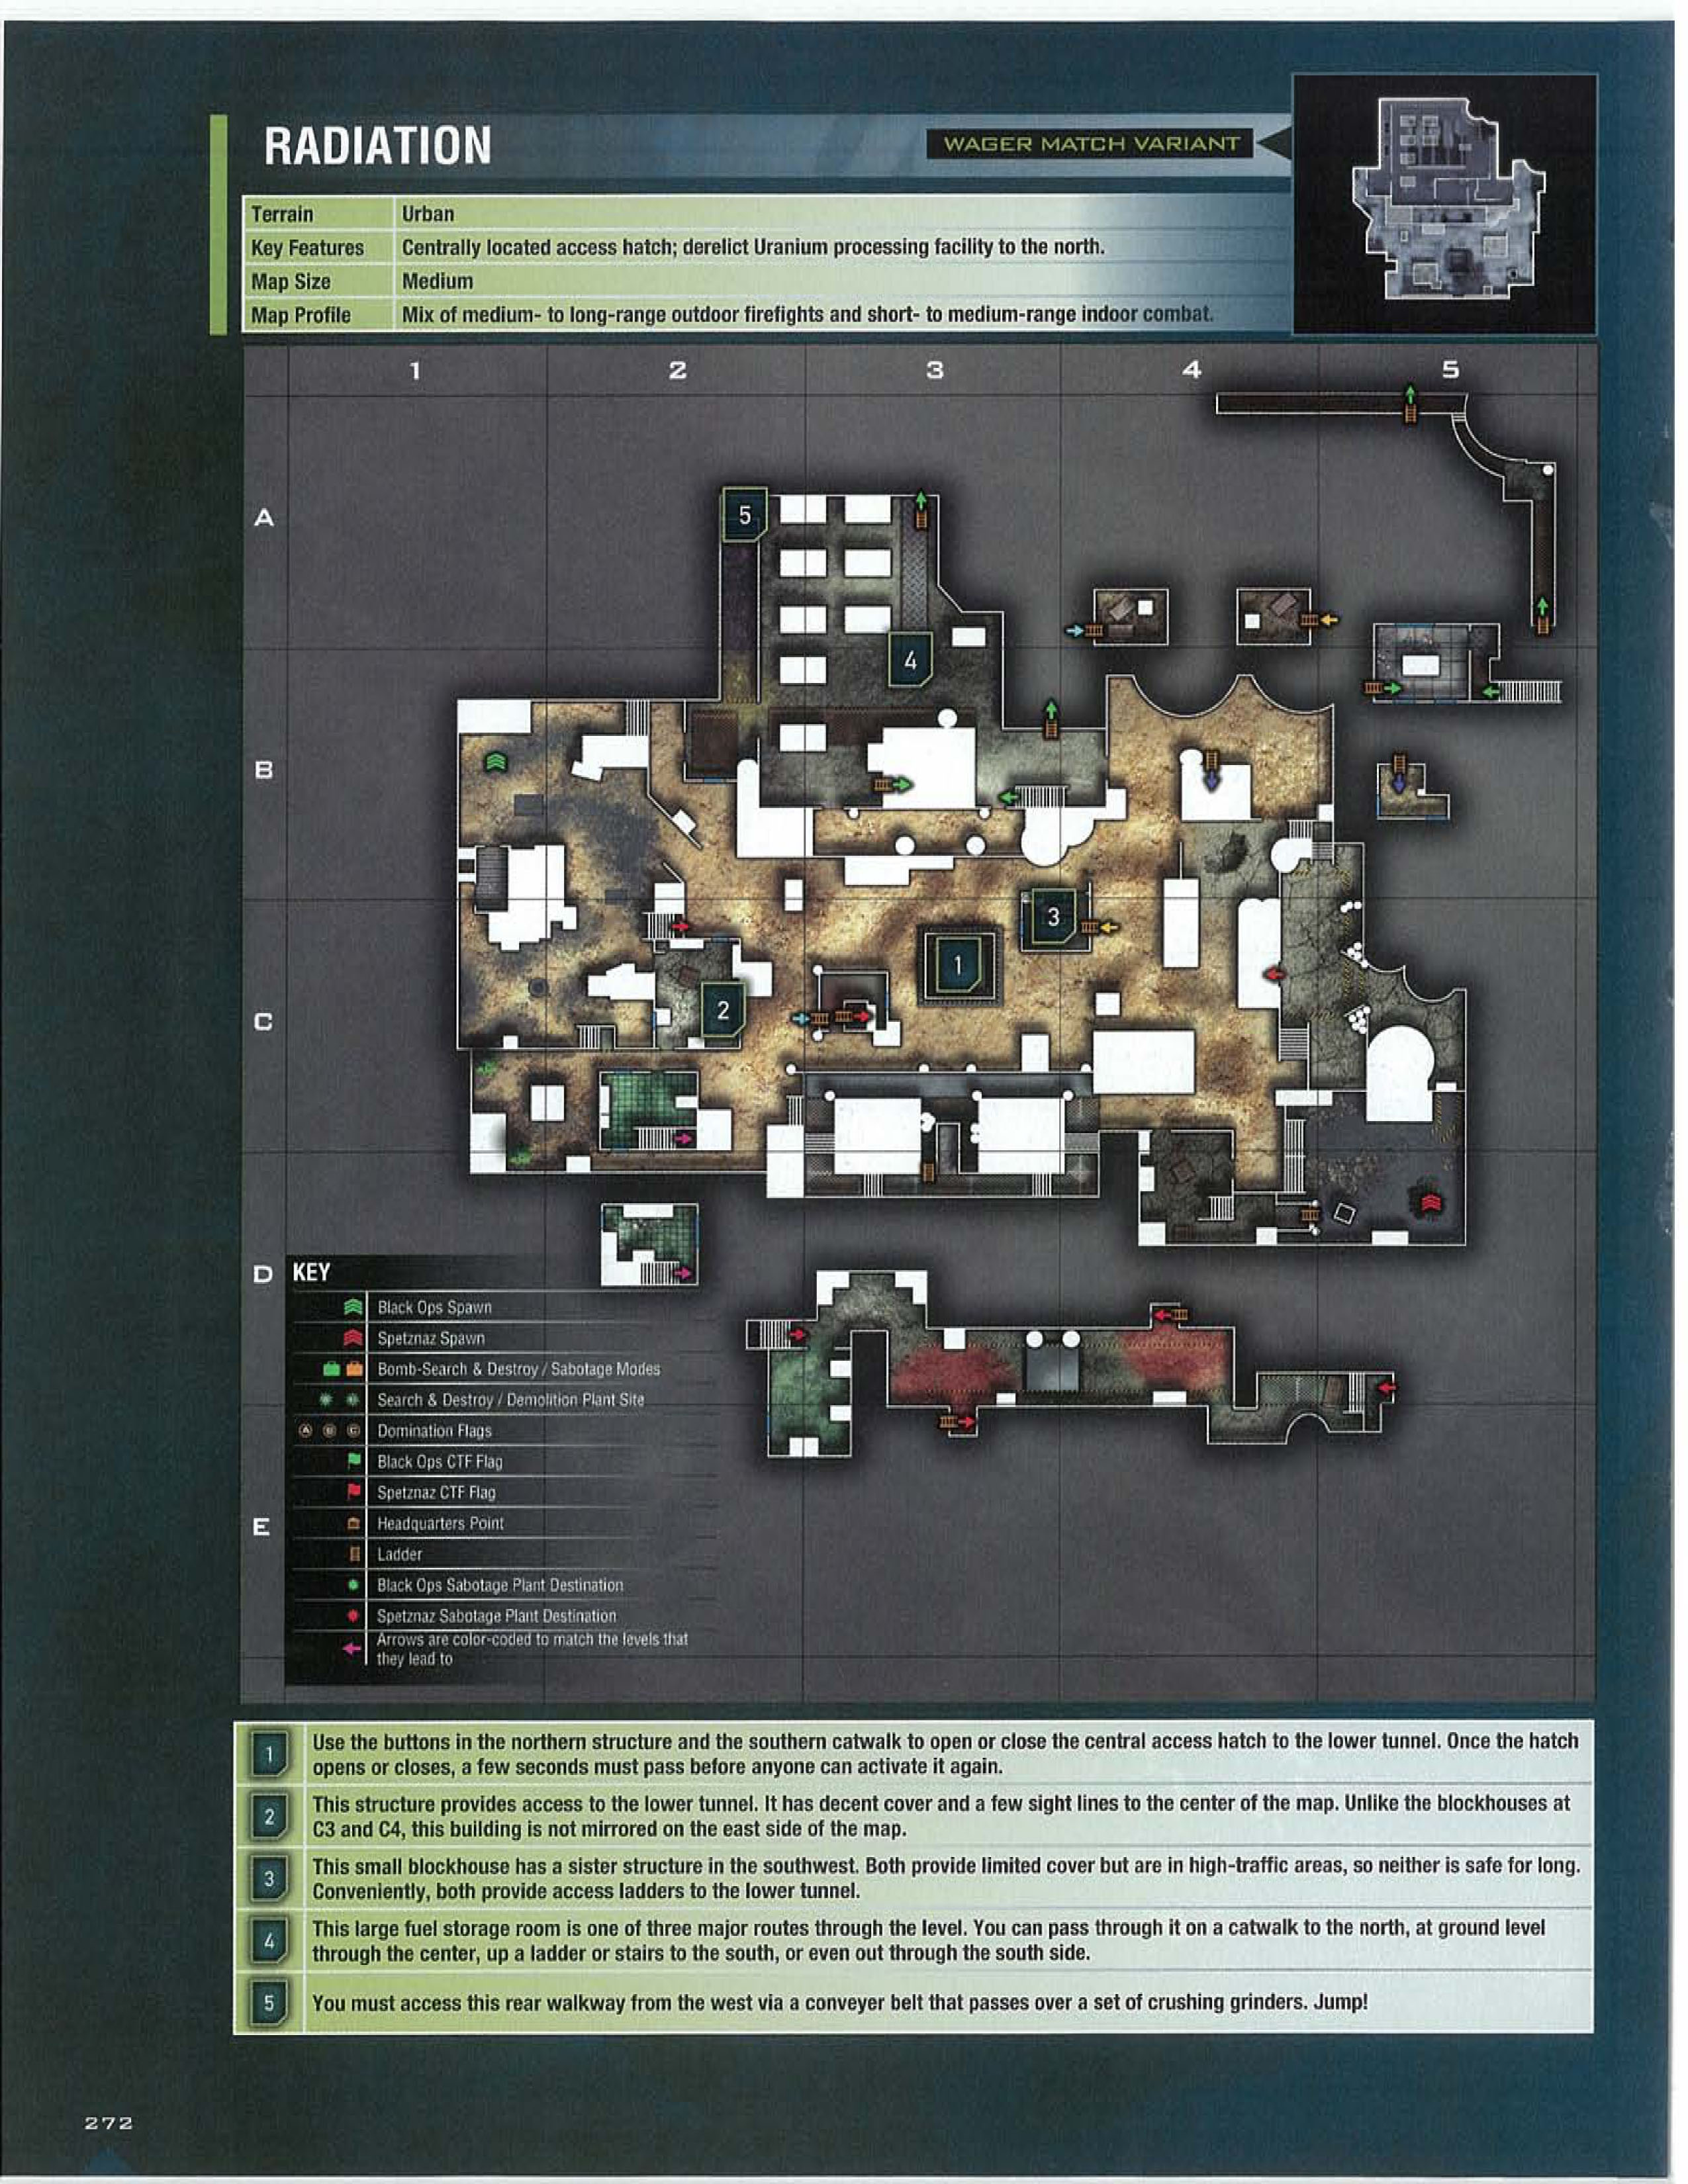 RADIATION
WAGER MATCH VARIANT
Terrain Urban
Key Features Centrally located access hatch; derelict Uranium processing facility to the north.
Map Size Medium
Map Profile Mix of medium- to long-range outdoor firefights and short- to medium-range indoor combat.
1 2 3 4 5
A
5
4
B
3
1
2
C
D
KEY
Black Ops Spawn
Spetznaz Spawn
Bomb-Search & Destroy / Sabotage Modes
Search & Destroy / Demolition Plant Site
A B C Domination Flags
Black Ops CTF Flag
Spetznaz CTF Flag
E
Headquarters Point
Ladder
Black Ops Sabotage Plant Destination
Spetznaz Sabotage Plant Destination
Arrows are color-coded to match the levels that
they lead to
1 Use the buttons in the northern structure and the southern catwalk to open or close the central access hatch to the lower tunnel. Once the hatch
opens or closes, a few seconds must pass before anyone can activate it again.
2 This structure provides access to the lower tunnel. It has decent cover and a few sight lines to the center of the map. Unlike the blockhouses at
C3 and C4, this building is not mirrored on the east side of the map.
3 This small blockhouse has a sister structure in the southwest. Both provide limited cover but are in high-traffic areas, so neither is safe for long.
Conveniently, both provide access ladders to the lower tunnel.
4 This large fuel storage room is one of three major routes through the level. You can pass through it on a catwalk to the north, at ground level
through the center, up a ladder or stairs to the south, or even out through the south side.
5 You must access this rear walkway from the west via a conveyer belt that passes over a set of crushing grinders. Jump!
272